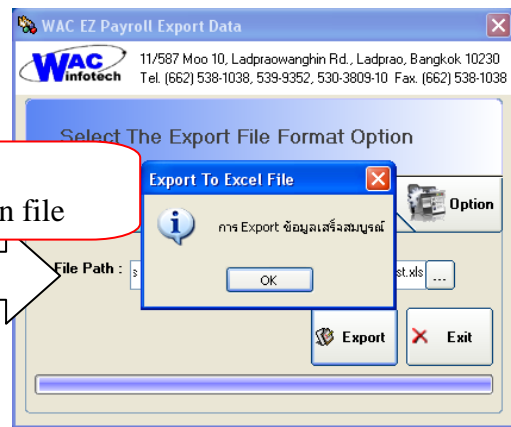 WAC EZ Payroll Export Data
WAC
infotech
11/587 Moo 10, Ladpraowanghin Rd., Ladprao, Bangkok 10230
Tel. (662) 538-1038, 539-9352, 530-3809-10 Fax. (662) 538-1038
Select The Export File Format Option
Export To Excel File
n file
Option
การ Export ข้อมูลเสร็จสมบูรณ์
File Path :
s
st.xls
...
OK
Export
Exit